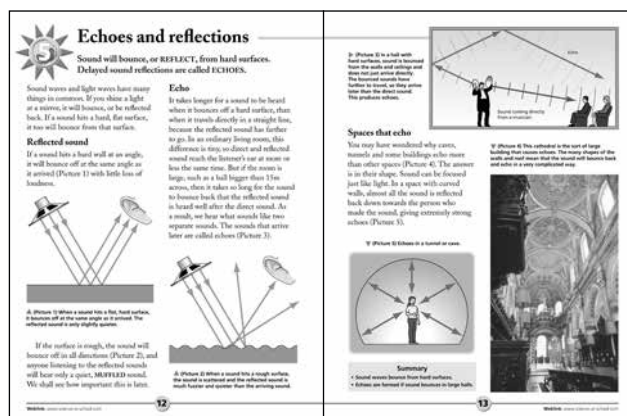 5
Echoes and reflections
Sound will bounce, or REFLECT, from hard surfaces.
Delayed sound reflections are called ECHOES.
Sound waves and light waves have many
things in common. If you shine a light
at a mirror, it will bounce, or be reflected
back. If a sound hits a hard, flat surface,
it too will bounce from that surface.
Reflected sound
If a sound hits a hard wall at an angle,
it will bounce off at the same angle as
it arrived (Picture 1) with little loss of
loudness.
(Picture 1) When a sound hits a flat, hard surface,
it bounces off at the same angle as it arrived. The
reflected sound is only slightly quieter.
If the surface is rough, the sound will
bounce off in all directions (Picture 2), and
anyone listening to the reflected sounds
will hear only a quiet, MUFFLED sound.
We shall see how important this is later.
Echo
It takes longer for a sound to be heard
when it bounces off a hard surface, than
when it travels directly in a straight line,
because the reflected sound has farther
to go. In an ordinary living room, this
difference is tiny, so direct and reflected
sound reach the listener's ear at more or
less the same time. But if the room is
large, such as a hall bigger than 15m
across, then it takes so long for the sound
to bounce back that the reflected sound
is heard well after the direct sound. As
a result, we hear what sounds like two
separate sounds. The sounds that arrive
later are called echoes (Picture 3).
(Picture 2) When a sound hits a rough surface,
the sound is scattered and the reflected sound is
much fuzzier and quieter than the arriving sound.
Weblink:
12
(Picture 3) In a hall with
hard surfaces, sound is bounced
from the walls and ceilings and
does not just arrive directly.
The bounced sounds have
further to travel, so they arrive
later than the direct sound.
This produces echoes.
Echo
Sound coming directly
from a musician
Spaces that echo
You may have wondered why caves,
tunnels and some buildings echo more
than other spaces (Picture 4). The answer
is in their shape. Sound can be focused
just like light. In a space with curved
walls, almost all the sound is reflected
back down towards the person who
made the sound, giving extremely strong
echoes (Picture 5).
(Picture 5) Echoes in a tunnel or cave.
Summary
• Sound waves bounce from hard surfaces.
• Echoes are formed if sound bounces in large halls.
(Picture 4) This cathedral is the sort of large
building that causes echoes. The many shapes of the
walls and roof mean that the sound will bounce back
and echo in a very complicated way.
13
Weblink: